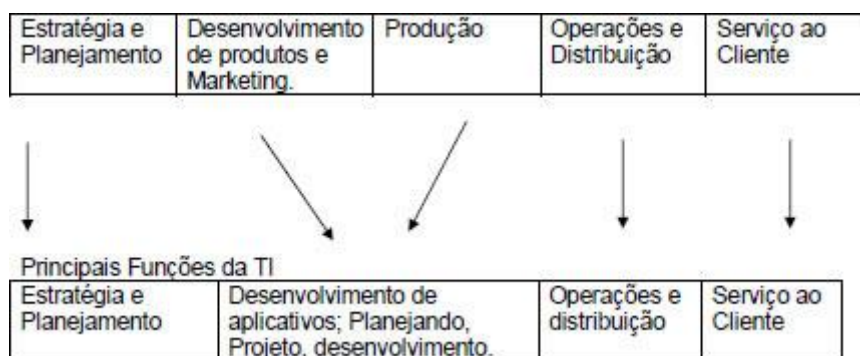 Estratégia e
Planejamento
Desenvolvimento
de produtos e
Marketing.
Produção
Operações e
Distribuição
Serviço ao
Cliente
Principais Funções da TI
Estratégia e
Planejamento
Desenvolvimento de
aplicativos; Planejando,
Projeto, desenvolvimento,
Operações e
distribuição
Serviço ao
Cliente